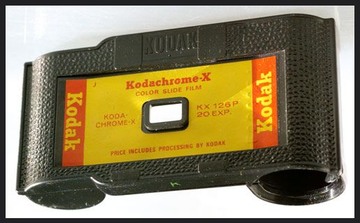 KODAK
J
Kodachrome-X
COLOR SLIDE FILM
Kodak
KODA-
CHROME-X
KX 126 P
20 EXP.
Kodak
PRICE INCLUDES PROCESSING BY KODAK